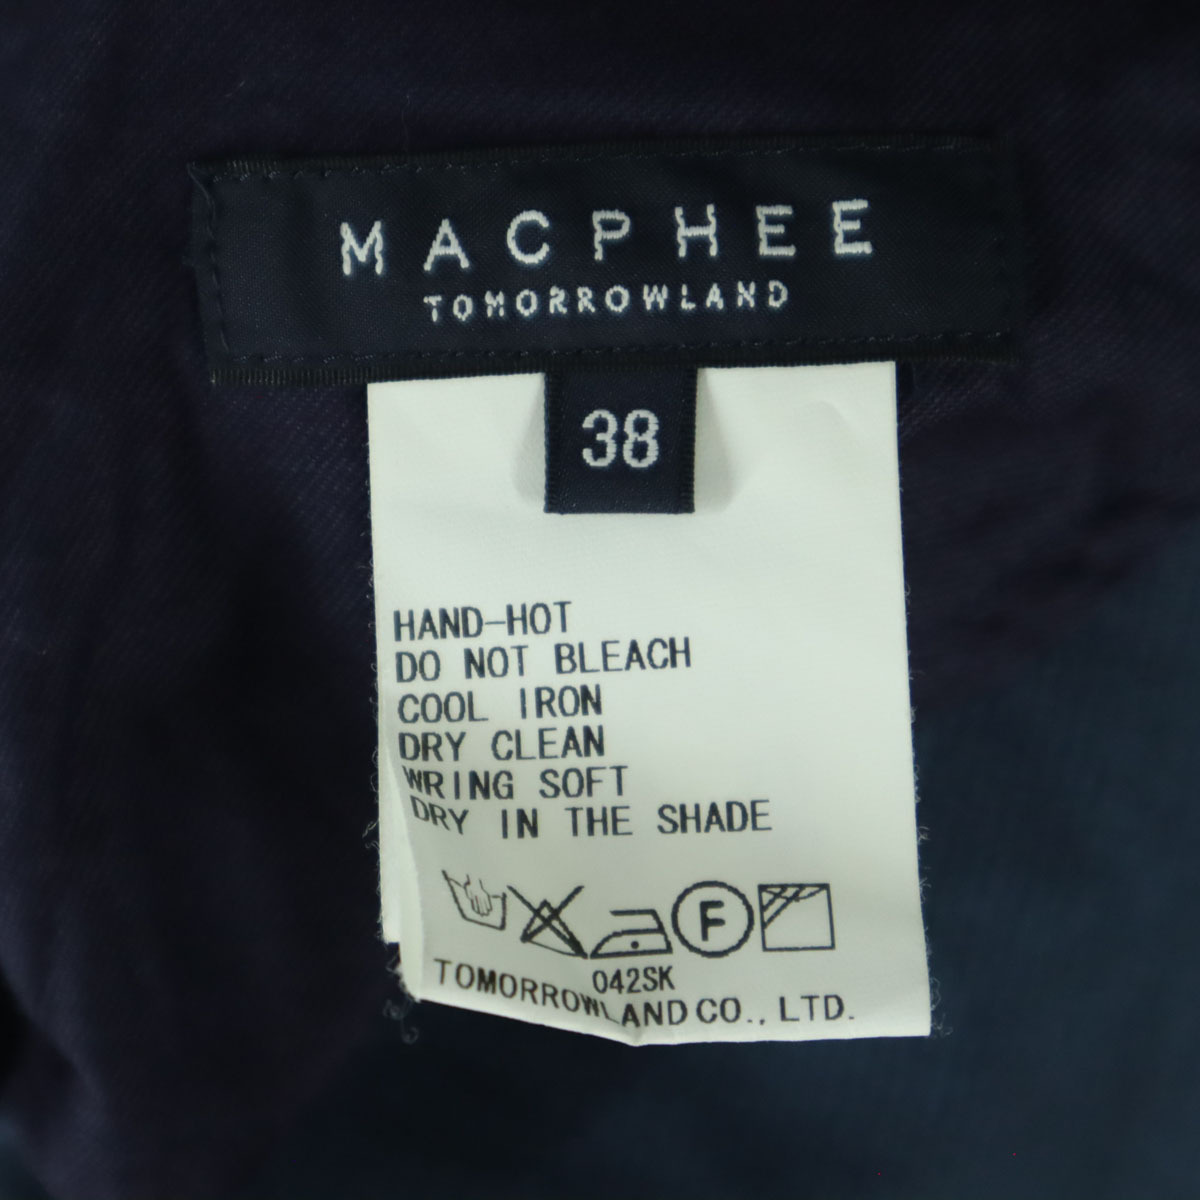 MACPHEE
TOMORROWLAND
38
HAND-HOT
DO NOT BLEACH
COOL IRON
DRY CLEAN
WRING SOFT
DRY IN THE SHADE
F
042SK
TOMORROWLAND CO., LTD.